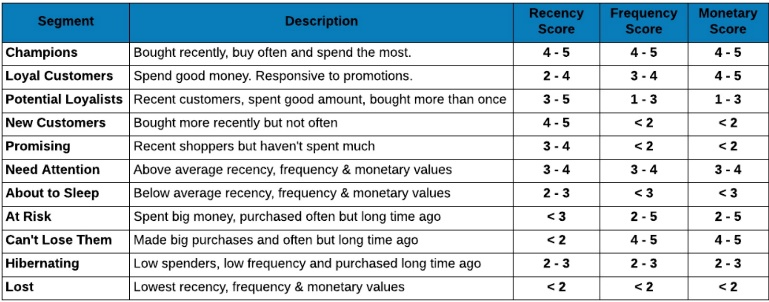 Segment Description Recency Score Frequency Score Monetary Score
Champions Bought recently, buy often and spend the most. 4 - 5 4 - 5 4 - 5
Loyal Customers Spend good money. Responsive to promotions. 2 - 4 3 - 4 4 - 5
Potential Loyalists Recent customers, spent good amount, bought more than once 3 - 5 1 - 3 1 - 3
New Customers Bought more recently but not often 4 - 5 < 2 < 2
Promising Recent shoppers but haven't spent much 3 - 4 < 2 < 2
Need Attention Above average recency, frequency & monetary values 3 - 4 3 - 4 3 - 4
About to Sleep Below average recency, frequency & monetary values 2 - 3 < 3 < 3
At Risk Spent big money, purchased often but long time ago < 3 2 - 5 2 - 5
Can't Lose Them Made big purchases and often but long time ago < 2 4 - 5 4 - 5
Hibernating Low spenders, low frequency and purchased long time ago 2 - 3 2 - 3 2 - 3
Lost Lowest recency, frequency & monetary values < 2 < 2 < 2